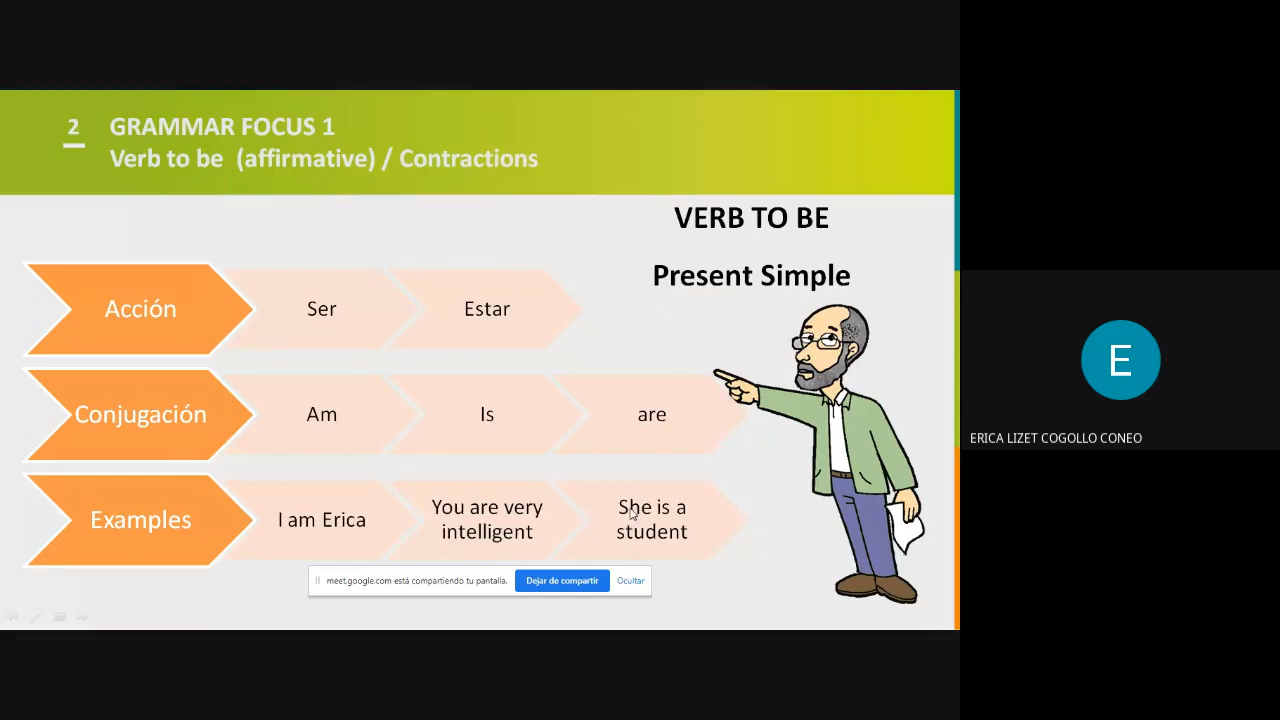 2
GRAMMAR FOCUS 1
Verb to be (affirmative) / Contractions
VERB TO BE
Present Simple
Acción
Ser
Estar
Conjugación
Am
Is
are
Examples
I am Erica
You are very
intelligent
She is a
student
meet.google.com está compartiendo tu pantalla.
Dejar de compartir
Ocultar
E
ERICA LIZET COGOLLO CONEO